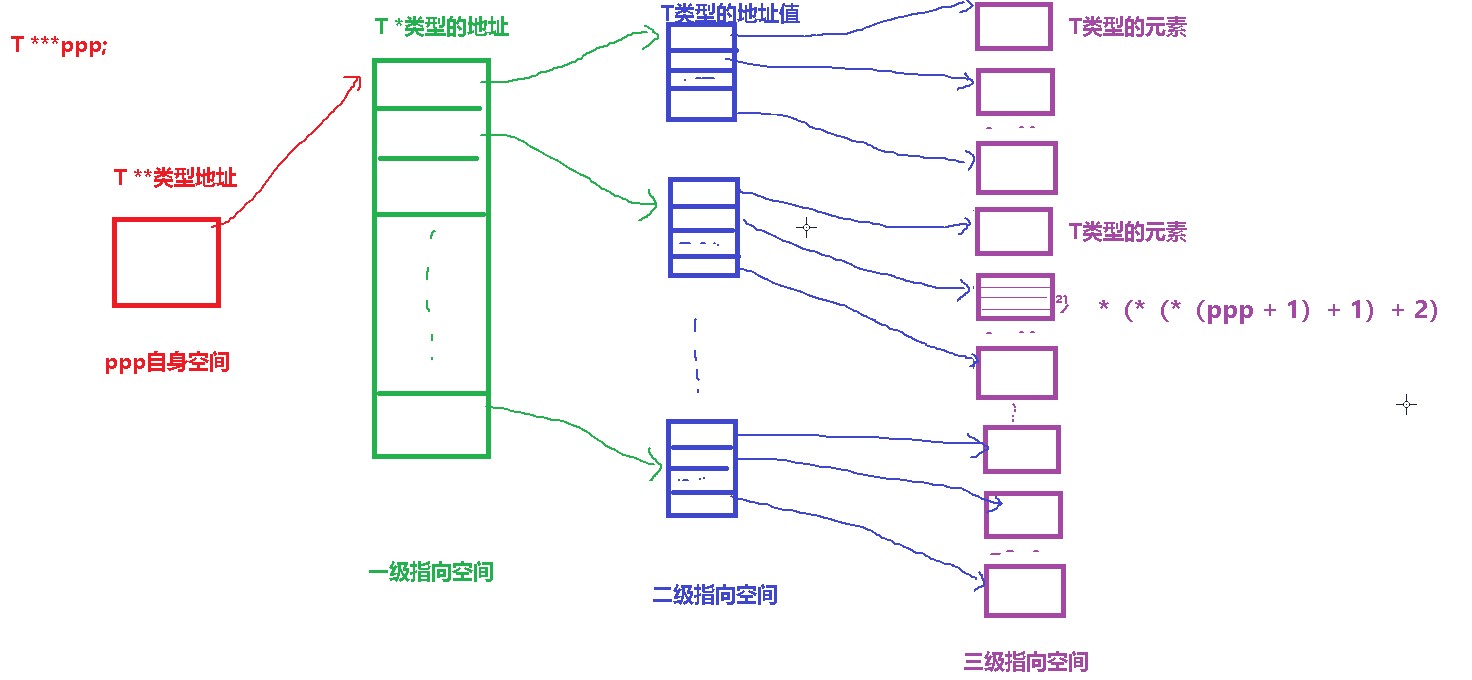 T ***ppp;
T *类型的地址
T类型的地址值
T类型的元素
T **类型地址
T类型的元素
*（*（*（ppp + 1）+ 1）+ 2）
ppp自身空间
一级指向空间
二级指向空间
三级指向空间